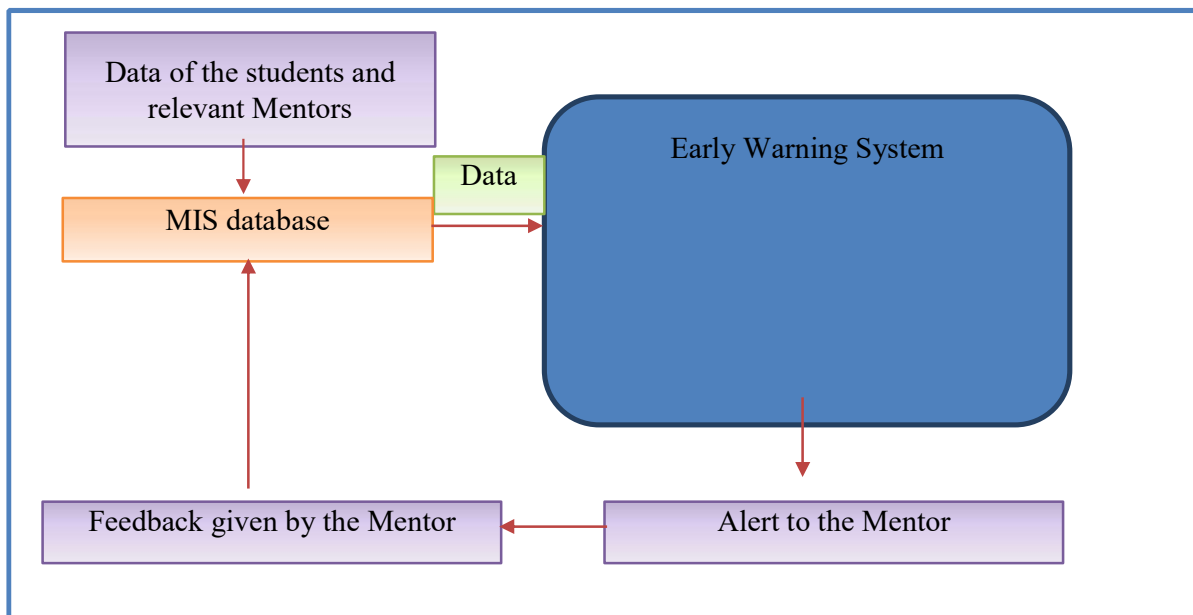 Data of the students and
relevant Mentors
Early Warning System
Data
MIS database
Feedback given by the Mentor
Alert to the Mentor